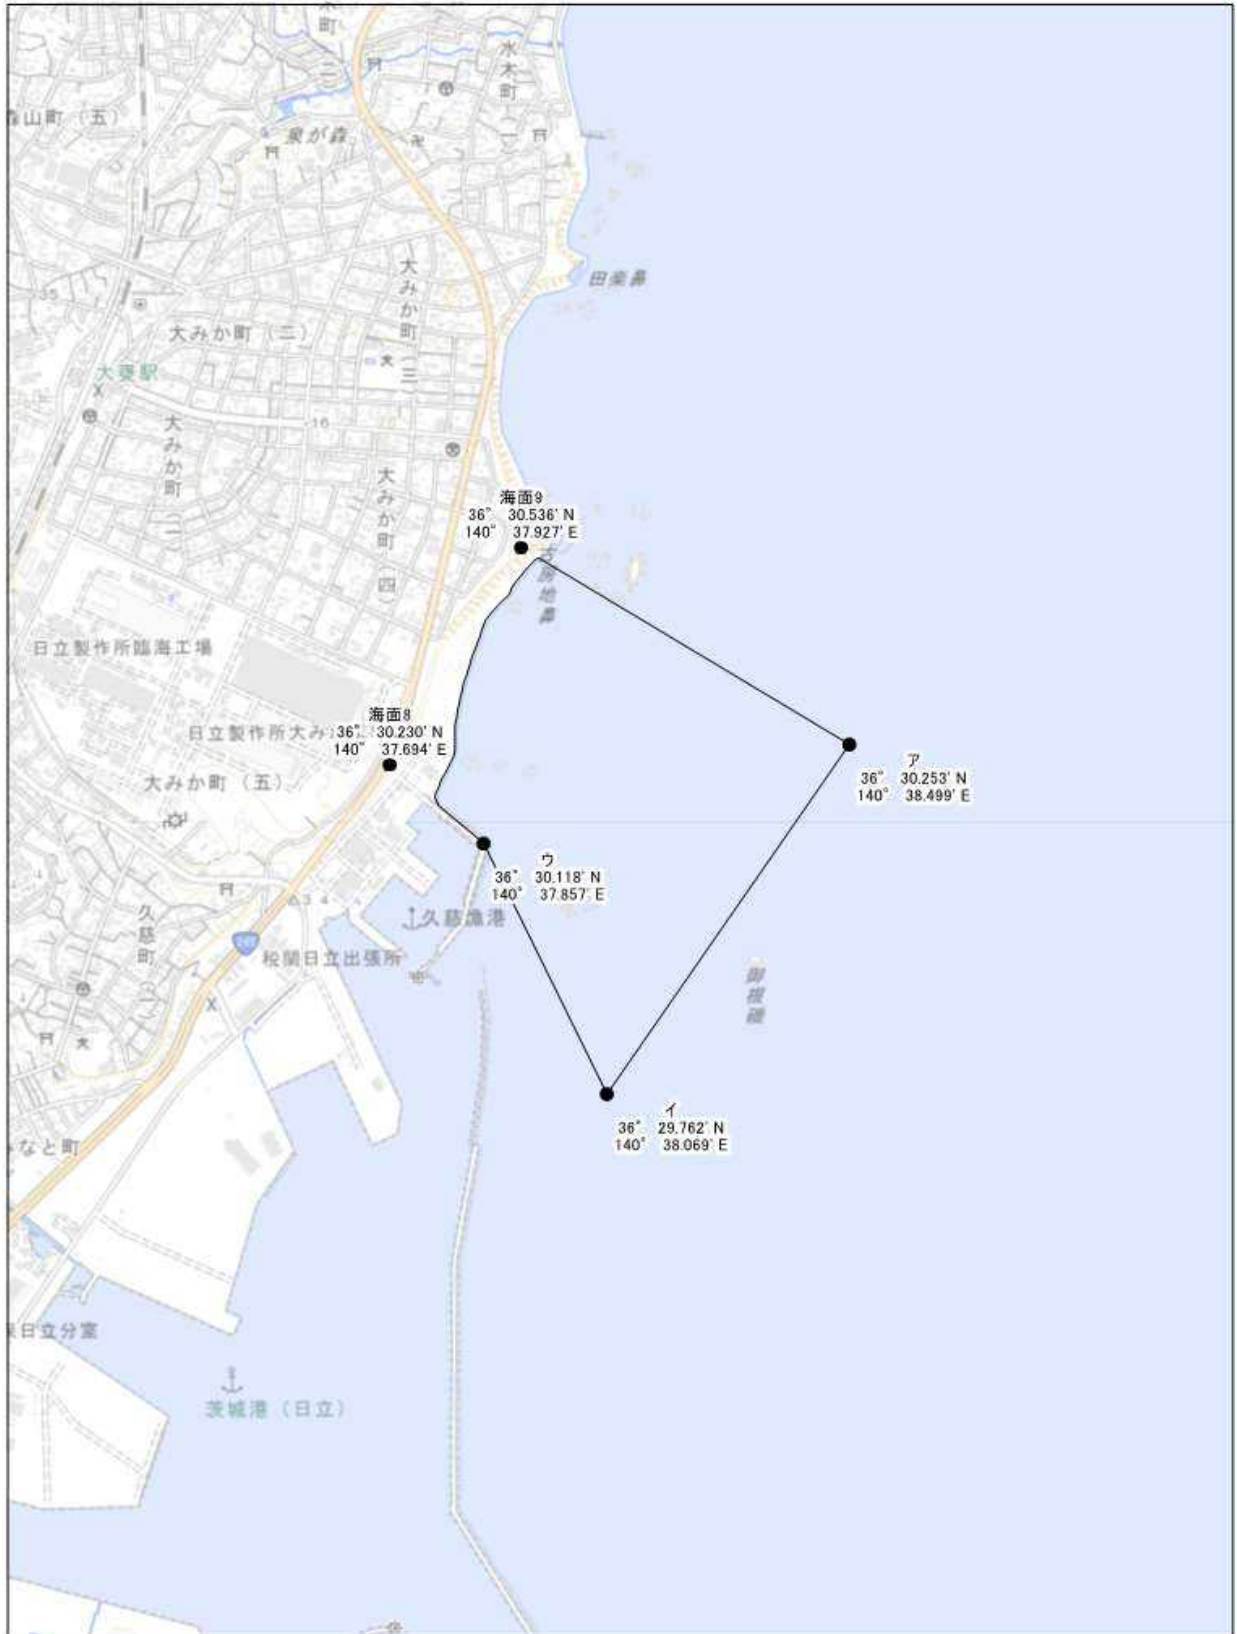 水木町（一）
泉が森
田楽鼻
35
大みか町（三）
大みか町（二）
大甕駅
16
大みか町
大みか町（四）
海面9
36° 30.536' N
140° 37.927' E
古房地鼻
日立製作所臨海工場
海面8
36° 30.230' N
140° 37.694' E
日立製作所大み
大みか町（五）
ア
36° 30.253' N
140° 38.499' E
ウ
36° 30.118' N
140° 37.857' E
久慈漁港
久慈町
税関日立出張所
御根磯
イ
36° 29.762' N
140° 38.069' E
なと町
日立分室
茨城港（日立）